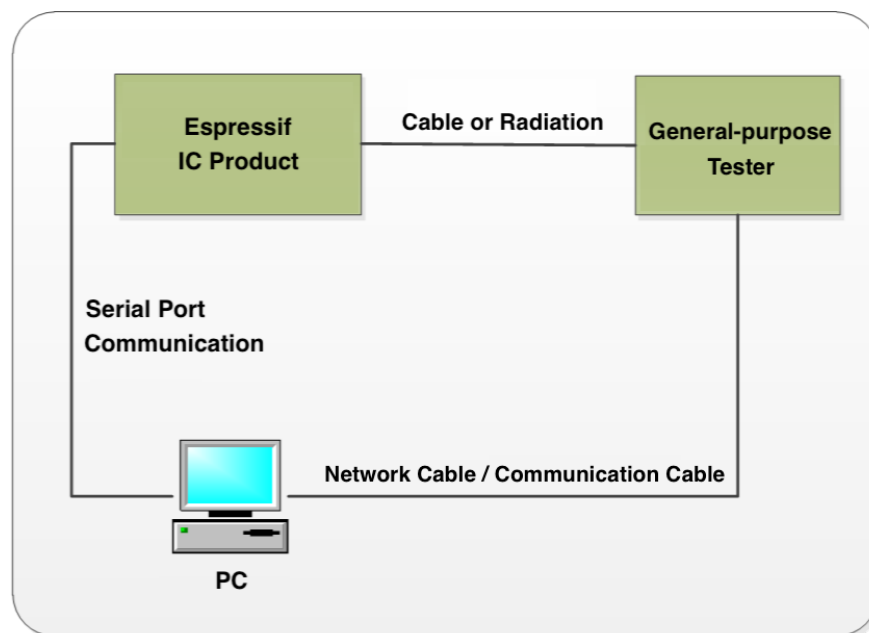 Espressif
IC Product
Cable or Radiation
General-purpose
Tester
Serial Port
Communication
Network Cable / Communication Cable
PC